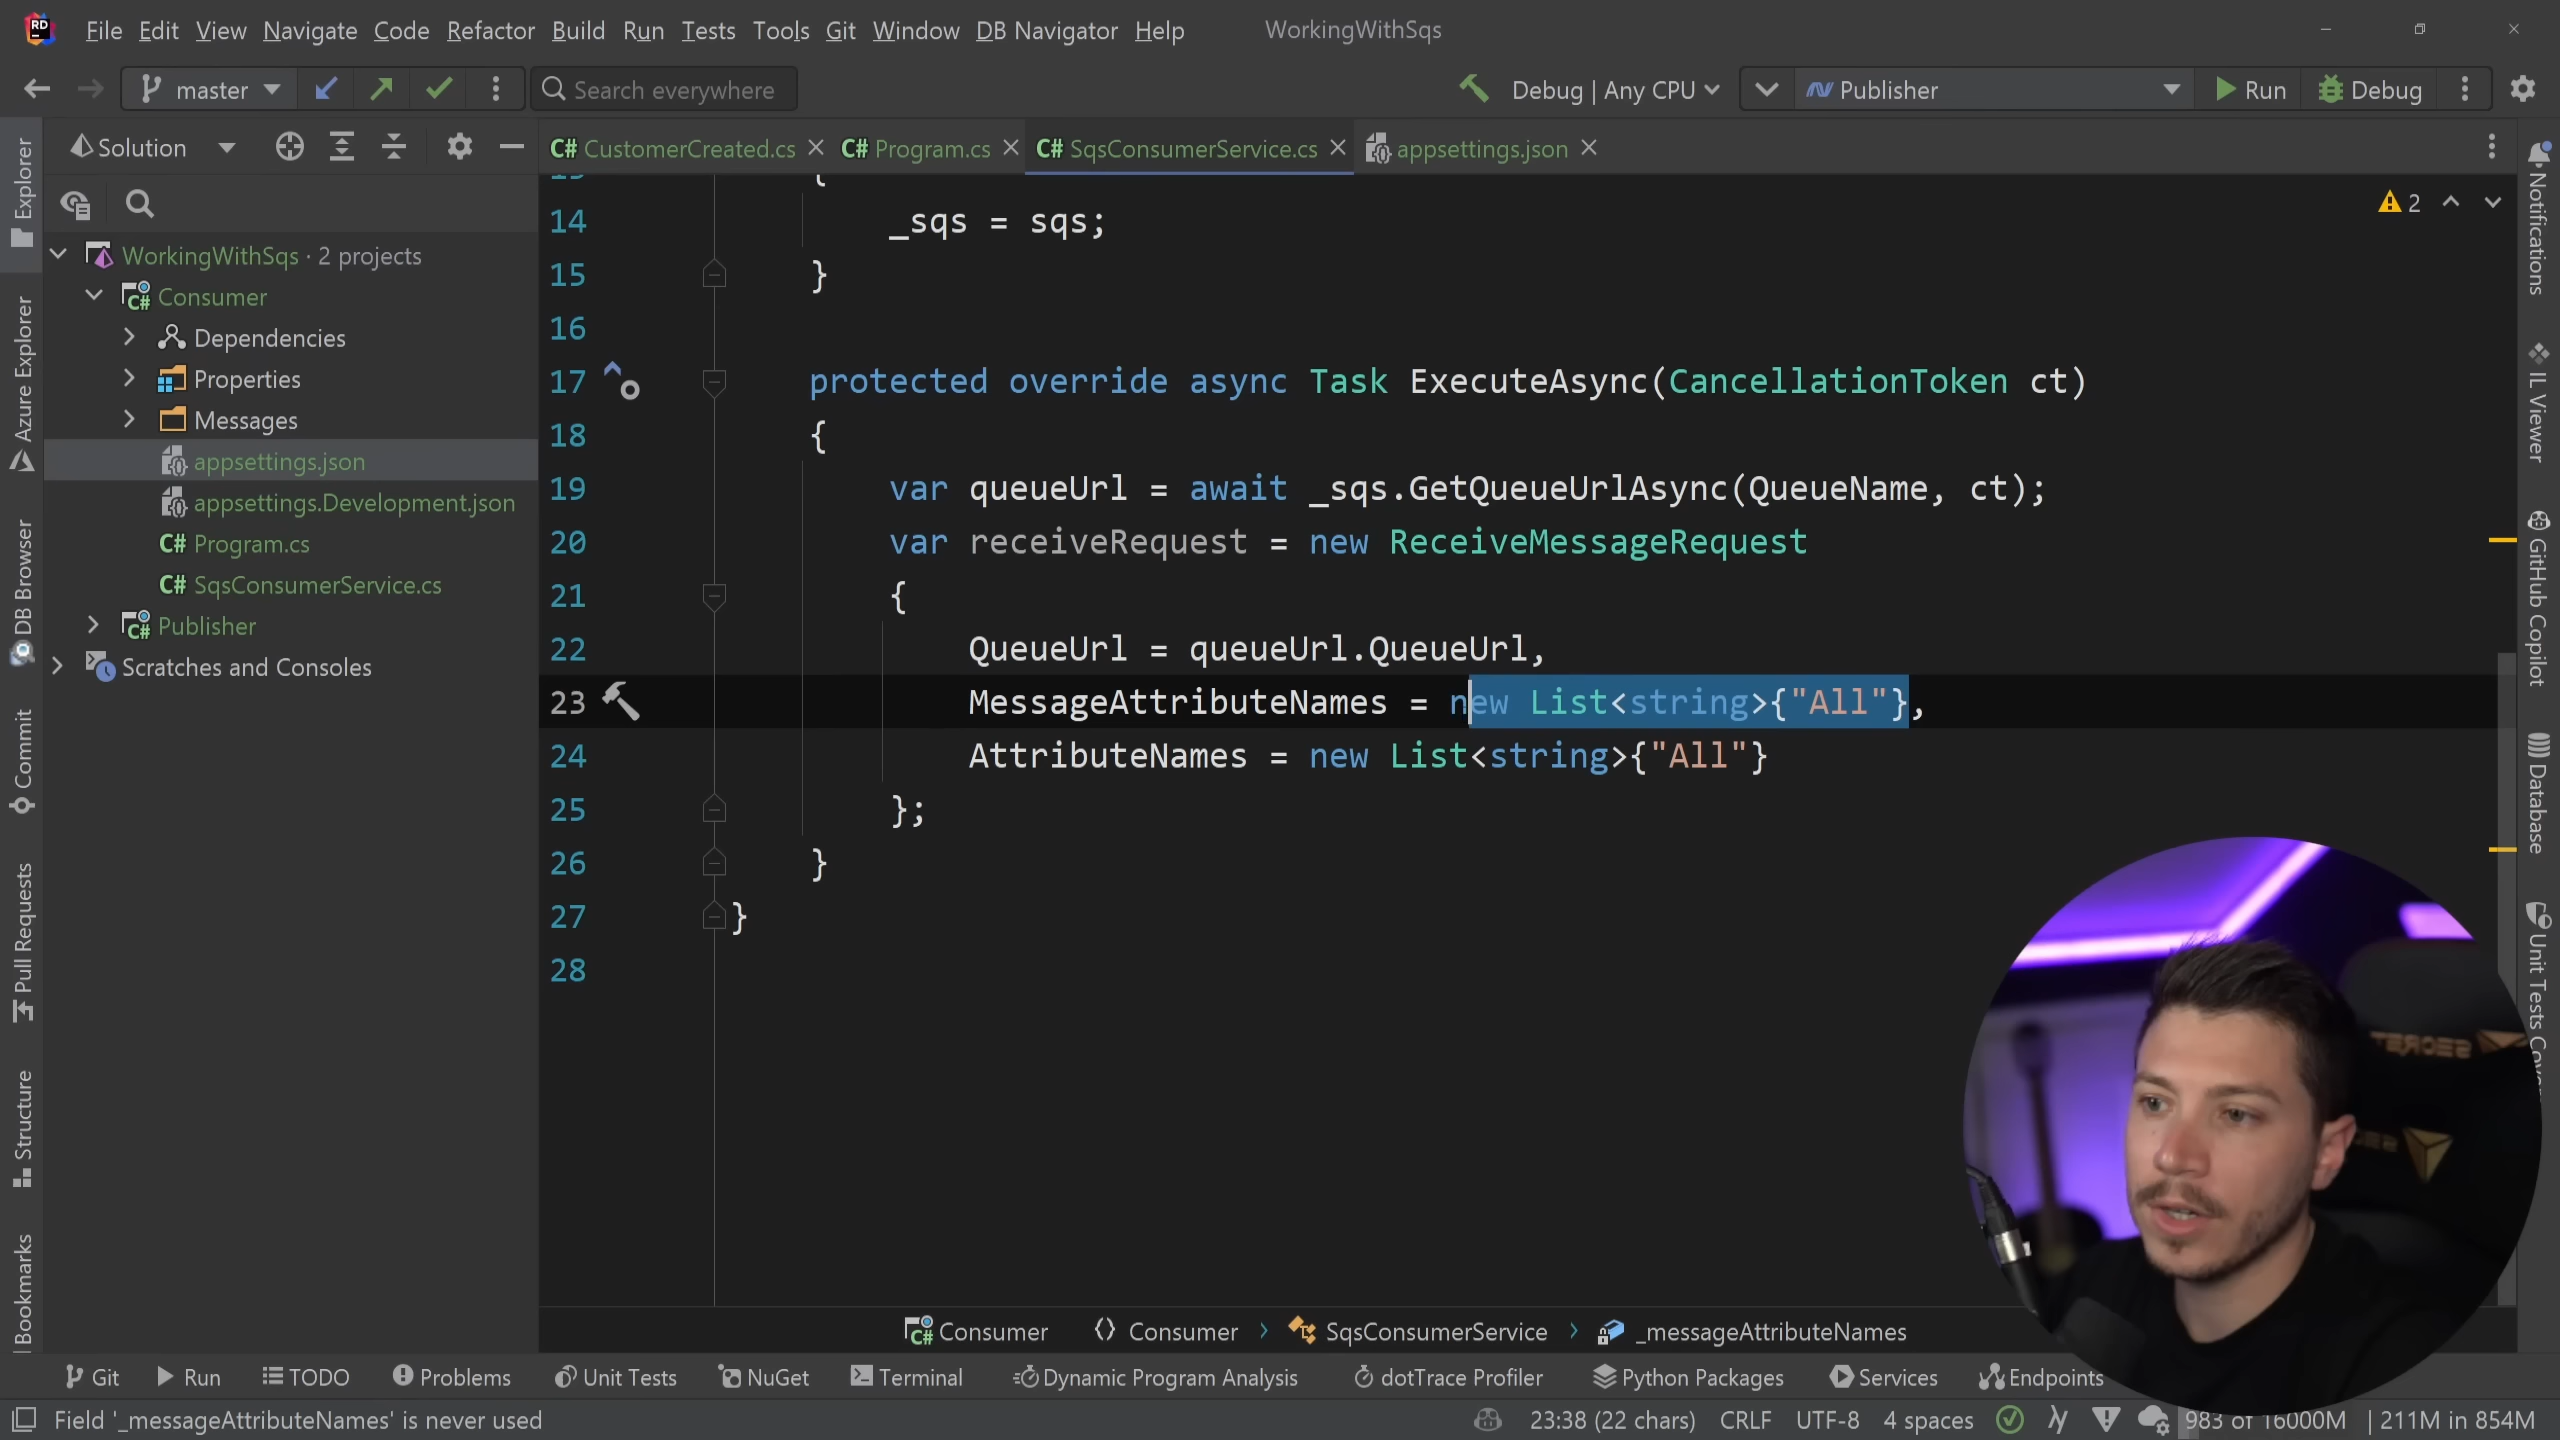 RD File Edit View Navigate Code Refactor Build Run Tests Tools Git Window DB Navigator Help WorkingWithSqs
master Search everywhere Debug | Any CPU Publisher Run Debug
Solution C# CustomerCreated.cs C# Program.cs C# SqsConsumerService.cs appsettings.json
Explorer
Azure Explorer
DB Browser
Commit
Pull Requests
Structure
Bookmarks
WorkingWithSqs · 2 projects
C# Consumer
Dependencies
Properties
Messages
appsettings.json
appsettings.Development.json
C# Program.cs
C# SqsConsumerService.cs
C# Publisher
Scratches and Consoles
2
{
14 _sqs = sqs;
15 }
16
17 protected override async Task ExecuteAsync(CancellationToken ct)
18 {
19 var queueUrl = await _sqs.GetQueueUrlAsync(QueueName, ct);
20 var receiveRequest = new ReceiveMessageRequest
21 {
22 QueueUrl = queueUrl.QueueUrl,
23 MessageAttributeNames = new List<string>{"All"},
24 AttributeNames = new List<string>{"All"}
25 };
26 }
27 }
28
Notifications
IL Viewer
GitHub Copilot
Database
Unit Tests
SECRET
C# Consumer Consumer › SqsConsumerService › _messageAttributeNames
Git Run TODO Problems Unit Tests NuGet Terminal Dynamic Program Analysis dotTrace Profiler Python Packages Services Endpoints
Field '_messageAttributeNames' is never used 23:38 (22 chars) CRLF UTF-8 4 spaces 983 of 16000M | 211M in 854M